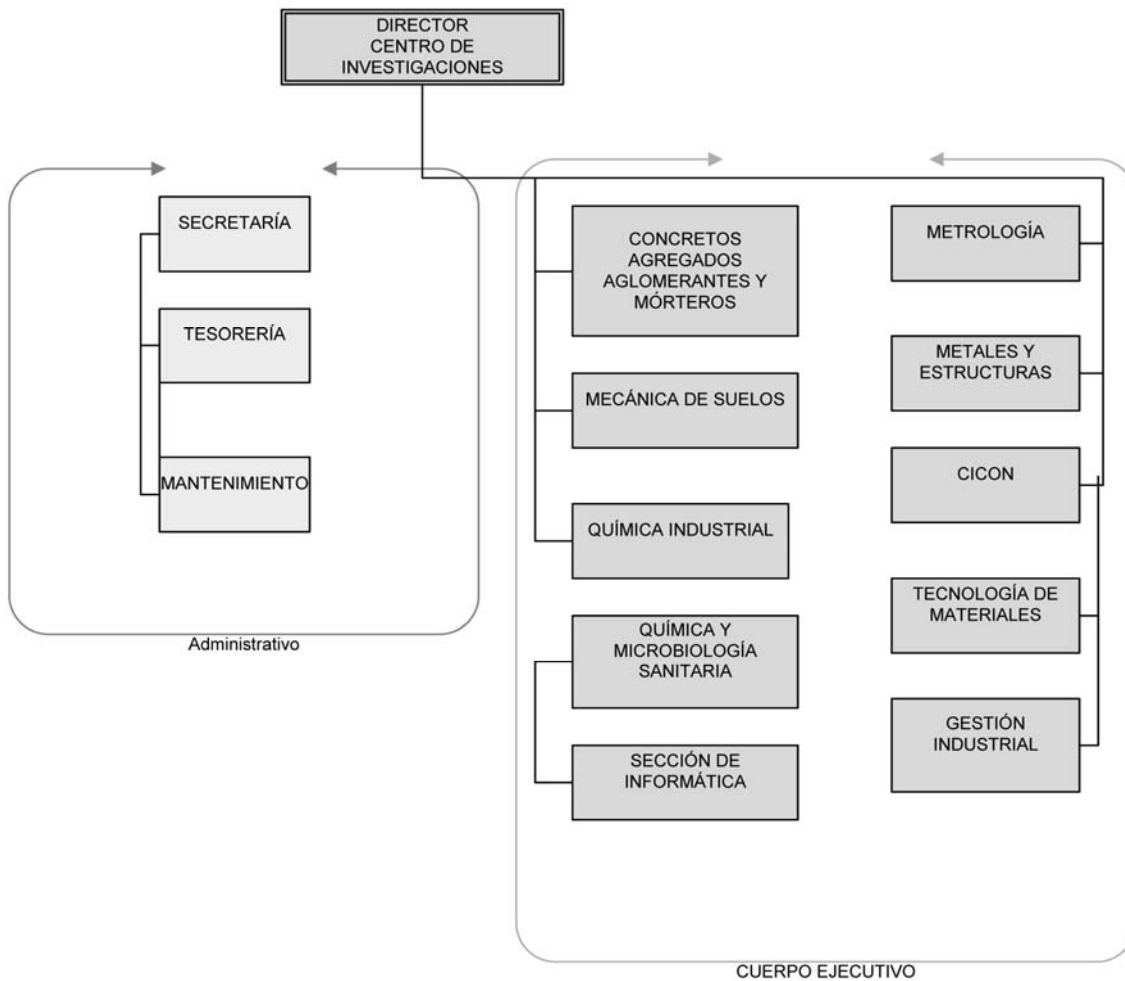 DIRECTOR
CENTRO DE
INVESTIGACIONES
SECRETARÍA
TESORERÍA
MANTENIMIENTO
Administrativo
CONCRETOS
AGREGADOS
AGLOMERANTES Y
MÓRTEROS
MECÁNICA DE SUELOS
QUÍMICA INDUSTRIAL
QUÍMICA Y
MICROBIOLOGÍA
SANITARIA
SECCIÓN DE
INFORMÁTICA
METROLOGÍA
METALES Y
ESTRUCTURAS
CICON
TECNOLOGÍA DE
MATERIALES
GESTIÓN
INDUSTRIAL
CUERPO EJECUTIVO